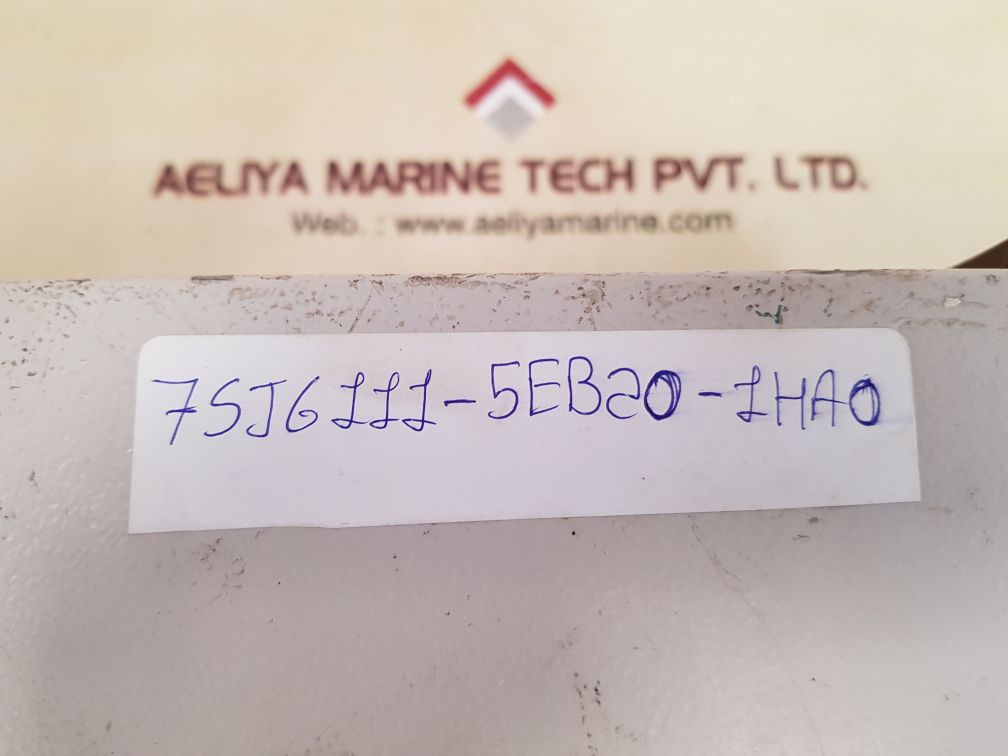 AELIYA MARINE TECH PVT. LTD.
Web. : www.aeliyamarine.com
7SJ6111-5EB20-1HA0